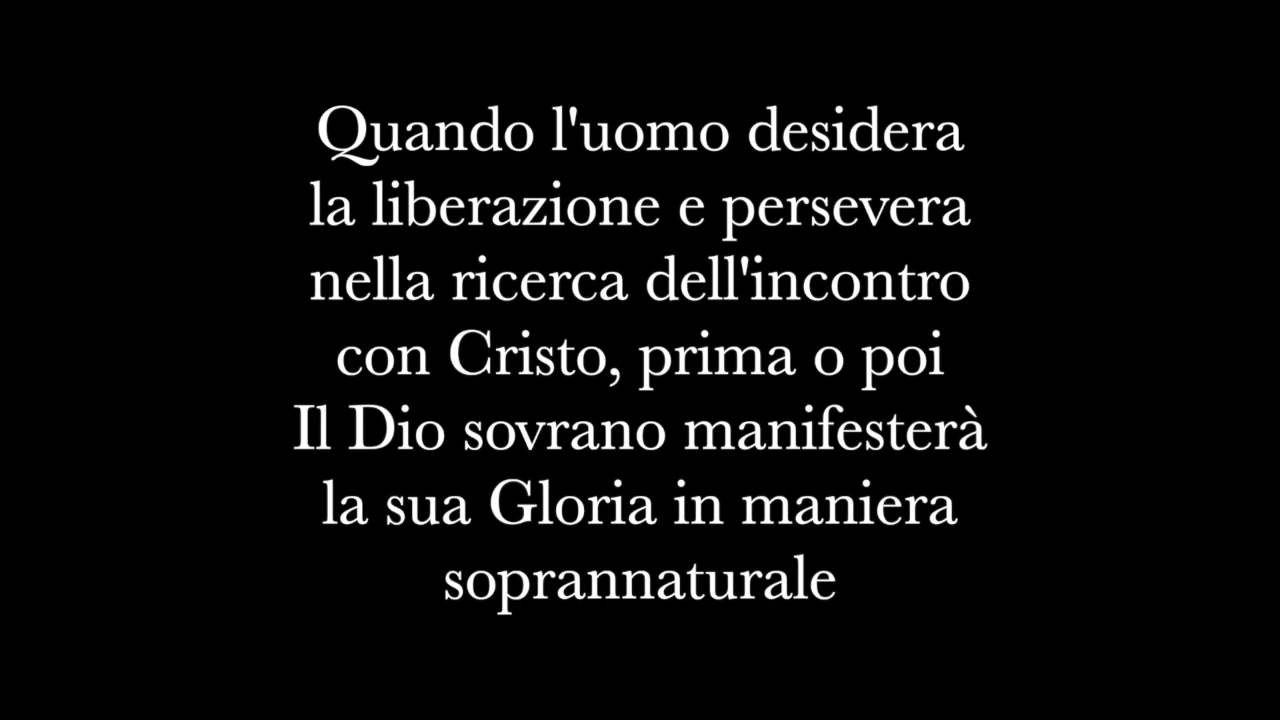 Quando l'uomo desidera
la liberazione e persevera
nella ricerca dell'incontro
con Cristo, prima o poi
Il Dio sovrano manifesterà
la sua Gloria in maniera
soprannaturale